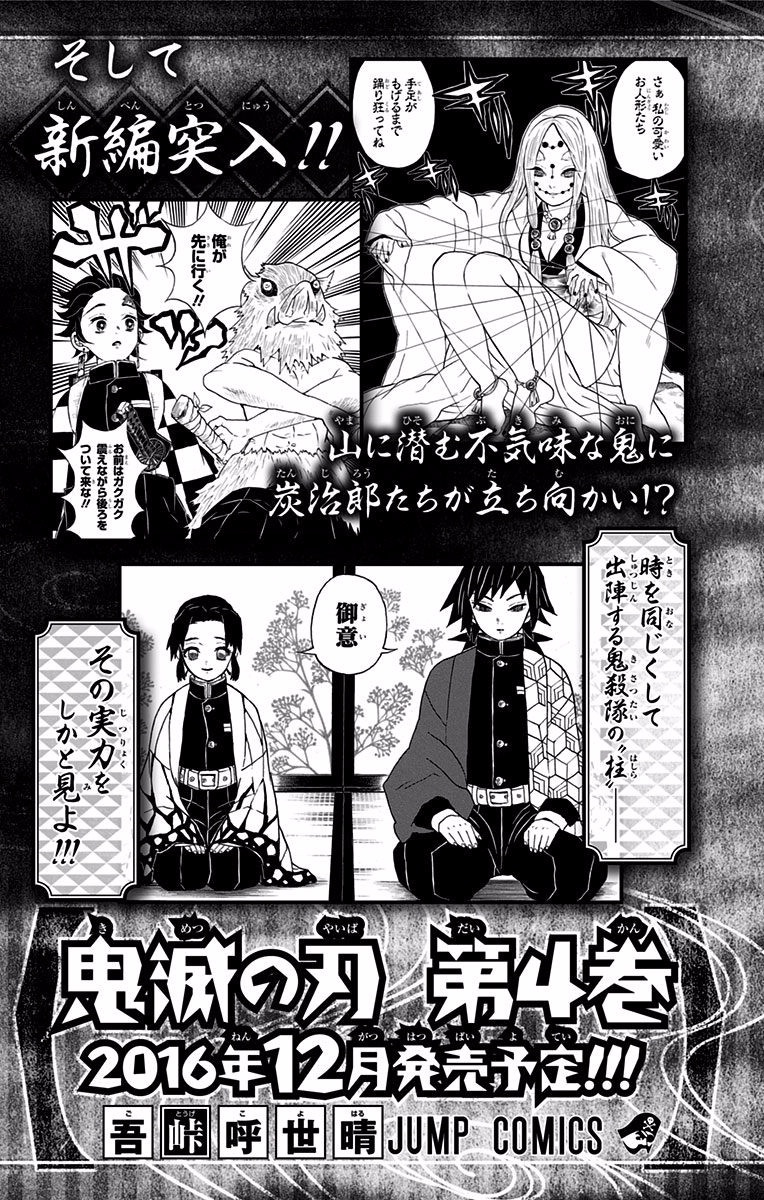 そして
新編突入!!
さぁ 私の可愛い
お人形たち
手足が
もげるまで
踊り狂ってね
俺が
先に行く!!
お前はガクガク
震えながら後ろを
ついて来な!!
山に潜む不気味な鬼に
炭治郎たちが立ち向かい!?
時を同じくして
出陣する鬼殺隊の〝柱〟――
御意
その実力を
しかと見よ!!!
鬼滅の刃 第4巻
2016年12月発売予定!!!
吾峠呼世晴 JUMP COMICS